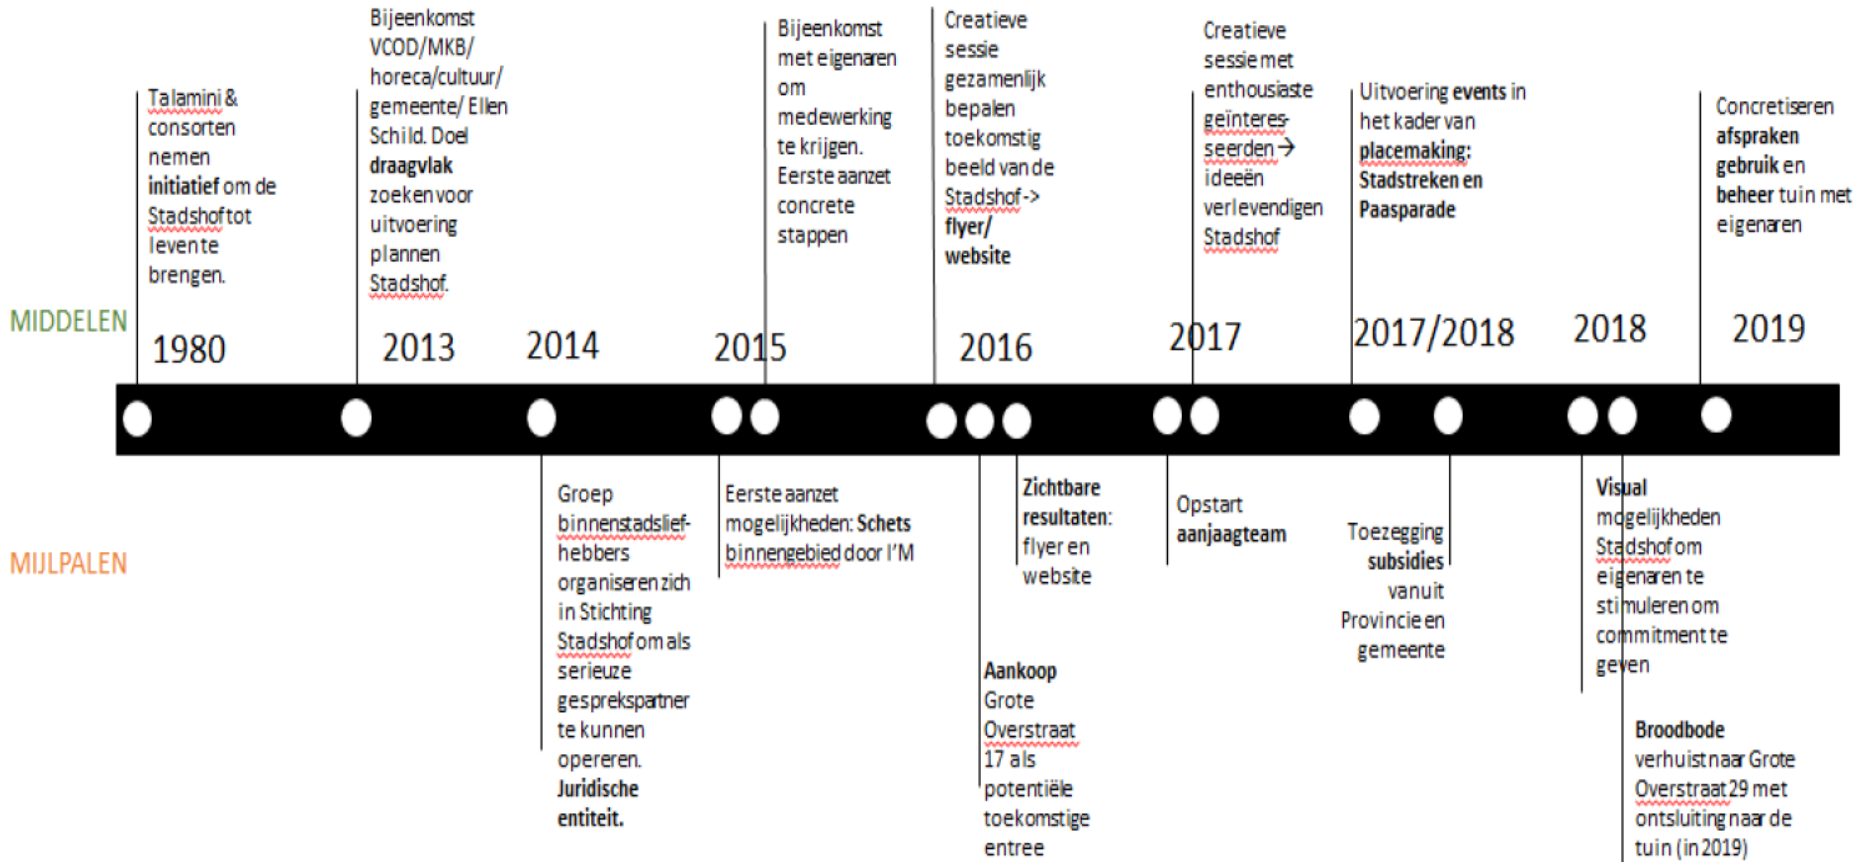 Talamini &
consorten
nemen
initiatief om de
Stadshof tot
leven te
brengen.
Bijeenkomst
VCOD/MKB/
horeca/cultuur/
gemeente/ Ellen
Schild. Doel
draagvlak
zoeken voor
uitvoering
plannen
Stadshof.
Bijeenkomst
met eigenaren
om
medewerking
te krijgen.
Eerste aanzet
concrete
stappen
Creatieve
sessie
gezamenlijk
bepalen
toekomstig
beeld van de
Stadshof ->
flyer/
website
Creatieve
sessie met
enthousiaste
geïnteres-
seerden →
ideeën
verlevendigen
Stadshof
Uitvoering events in
het kader van
placemaking:
Stadstreken en
Paasparade
Concretiseren
afspraken
gebruik en
beheer tuin met
eigenaren
MIDDELEN
1980
2013
2014
2015
2016
2017
2017/2018
2018
2019
MIJLPALEN
Groep
binnenstadslief-
hebbers
organiseren zich
in Stichting
Stadshof om als
serieuze
gesprekspartner
te kunnen
opereren.
Juridische
entiteit.
Eerste aanzet
mogelijkheden: Schets
binnengebied door I'M
Aankoop
Grote
Overstraat
17 als
potentiële
toekomstige
entree
Zichtbare
resultaten:
flyer en
website
Opstart
aanjaagteam
Toezegging
subsidies
vanuit
Provincie en
gemeente
Visual
mogelijkheden
Stadshof om
eigenaren te
stimuleren om
commitment te
geven
Broodbode
verhuist naar Grote
Overstraat 29 met
ontsluiting naar de
tuin (in 2019)